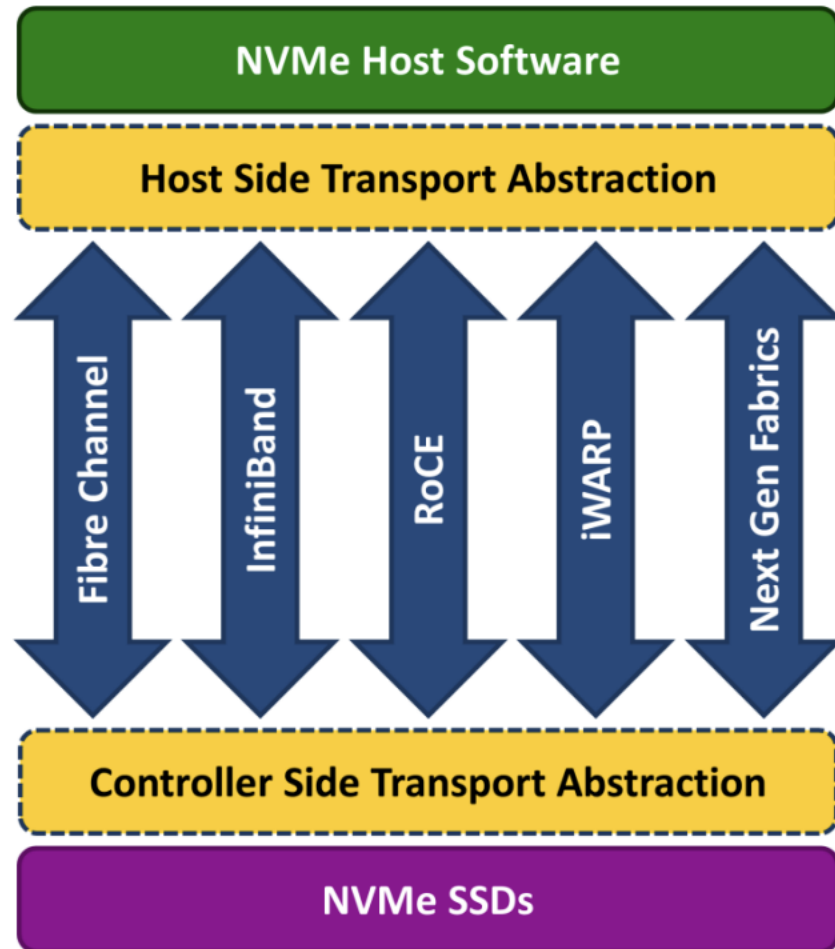 NVMe Host Software
Host Side Transport Abstraction
Fibre Channel
InfiniBand
RoCE
iWARP
Next Gen Fabrics
Controller Side Transport Abstraction
NVMe SSDs